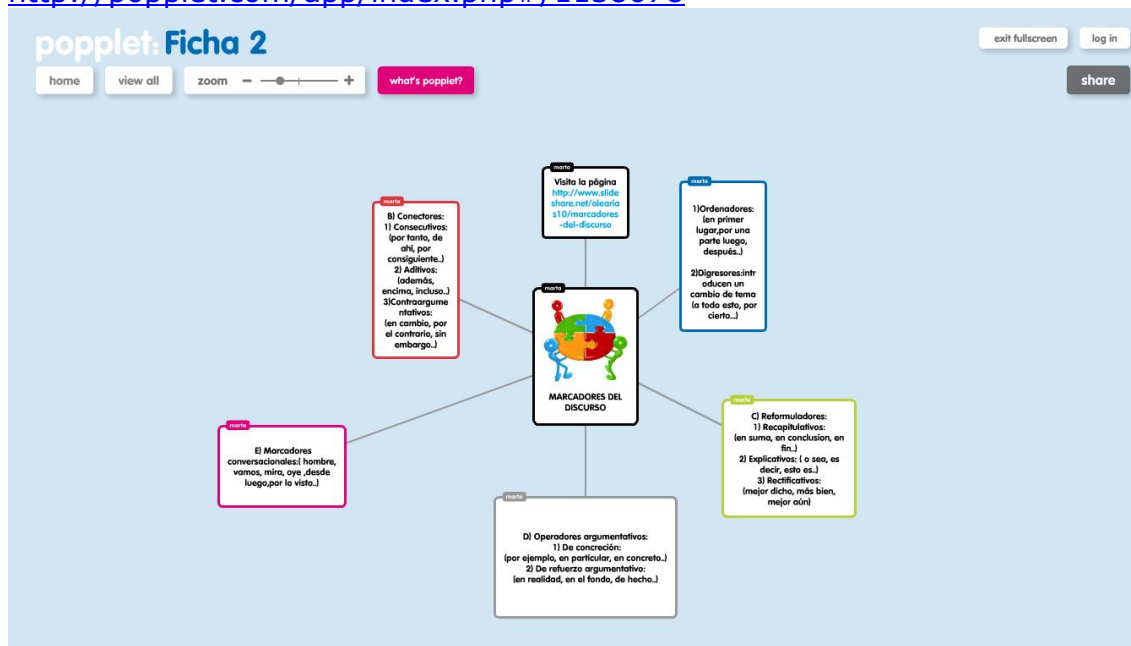 popplet: Ficha 2
exit fullscreen
log in
home
view all
zoom
what's popplet?
share
marta
Visita la página
http://www.slide
share.net/alearia
s10/marcadores
-del-discurso
marta
B) Conectores:
1) Consecutivos:
(por tanto, de
ahí, por
consiguiente..)
2) Aditivos:
(además,
encima, incluso..)
3)Contraargume
ntativos:
(en cambio, por
el contrario, sin
embargo..)
marta
1)Ordenadores:
(en primer
lugar,por una
parte luego,
después..)
2)Digresores:intr
oducen un
cambio de tema
(a todo esto, por
cierto...)
marta
MARCADORES DEL
DISCURSO
marta
C) Reformuladores:
1) Recapitulativos:
(en suma, en conclusion, en
fin..)
2) Explicativos: ( o sea, es
decir, esto es..)
3) Rectificativos:
(mejor dicho, más bien,
mejor aún)
marta
E) Marcadores
conversacionales:( hombre,
vamos, mira, oye ,desde
luego,por lo visto..)
marta
D) Operadores argumentativos:
1) De concreción:
(por ejemplo, en particular, en concreto..)
2) De refuerzo argumentativo:
(en realidad, en el fondo, de hecho..)